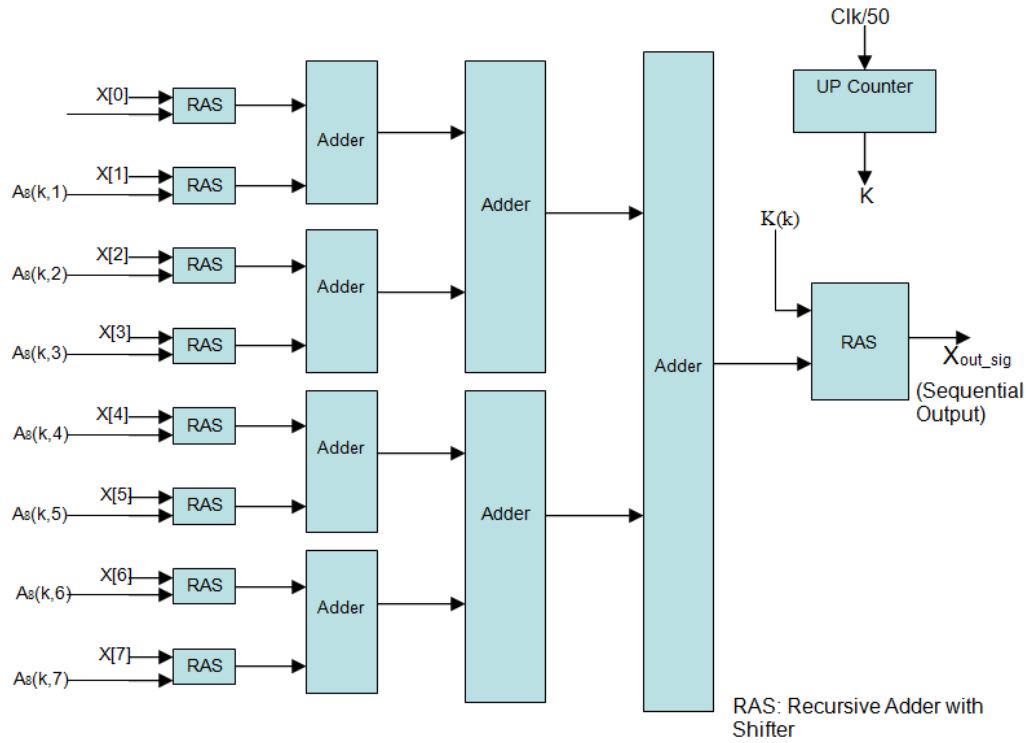 Clk/50
UP Counter
K
X[0]
RAS
X[1]
A8(k,1)
RAS
Adder
X[2]
A8(k,2)
RAS
X[3]
A8(k,3)
RAS
Adder
Adder
X[4]
A8(k,4)
RAS
X[5]
A8(k,5)
RAS
Adder
X[6]
A8(k,6)
RAS
X[7]
A8(k,7)
RAS
Adder
Adder
Adder
K(k)
RAS
Xout_sig
(Sequential
Output)
RAS: Recursive Adder with
Shifter